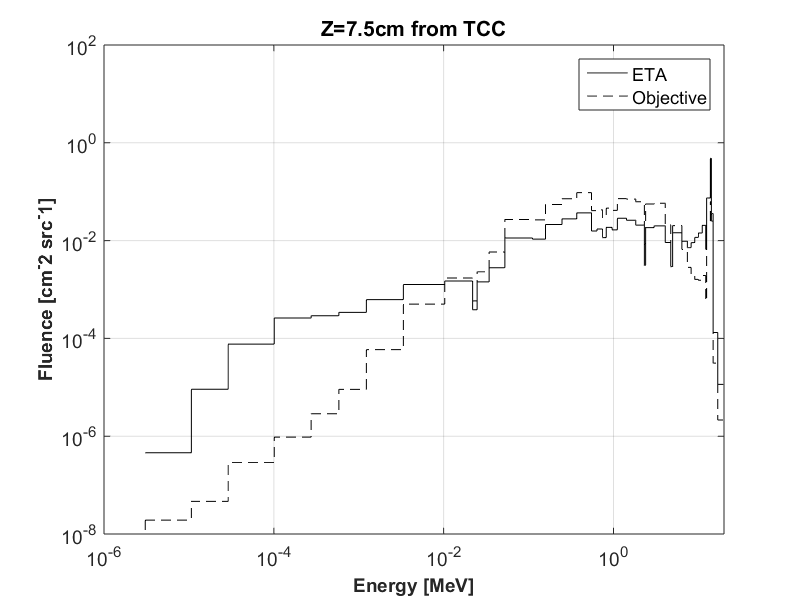 Z=7.5cm from TCC
ETA
Objective
10^2
10^0
10^-2
10^-4
10^-6
10^-8
Fluence [cm^-2 src^-1]
10^-6
10^-4
10^-2
10^0
Energy [MeV]